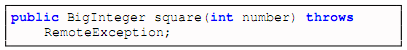 public BigInteger square(int number) throws
RemoteException;